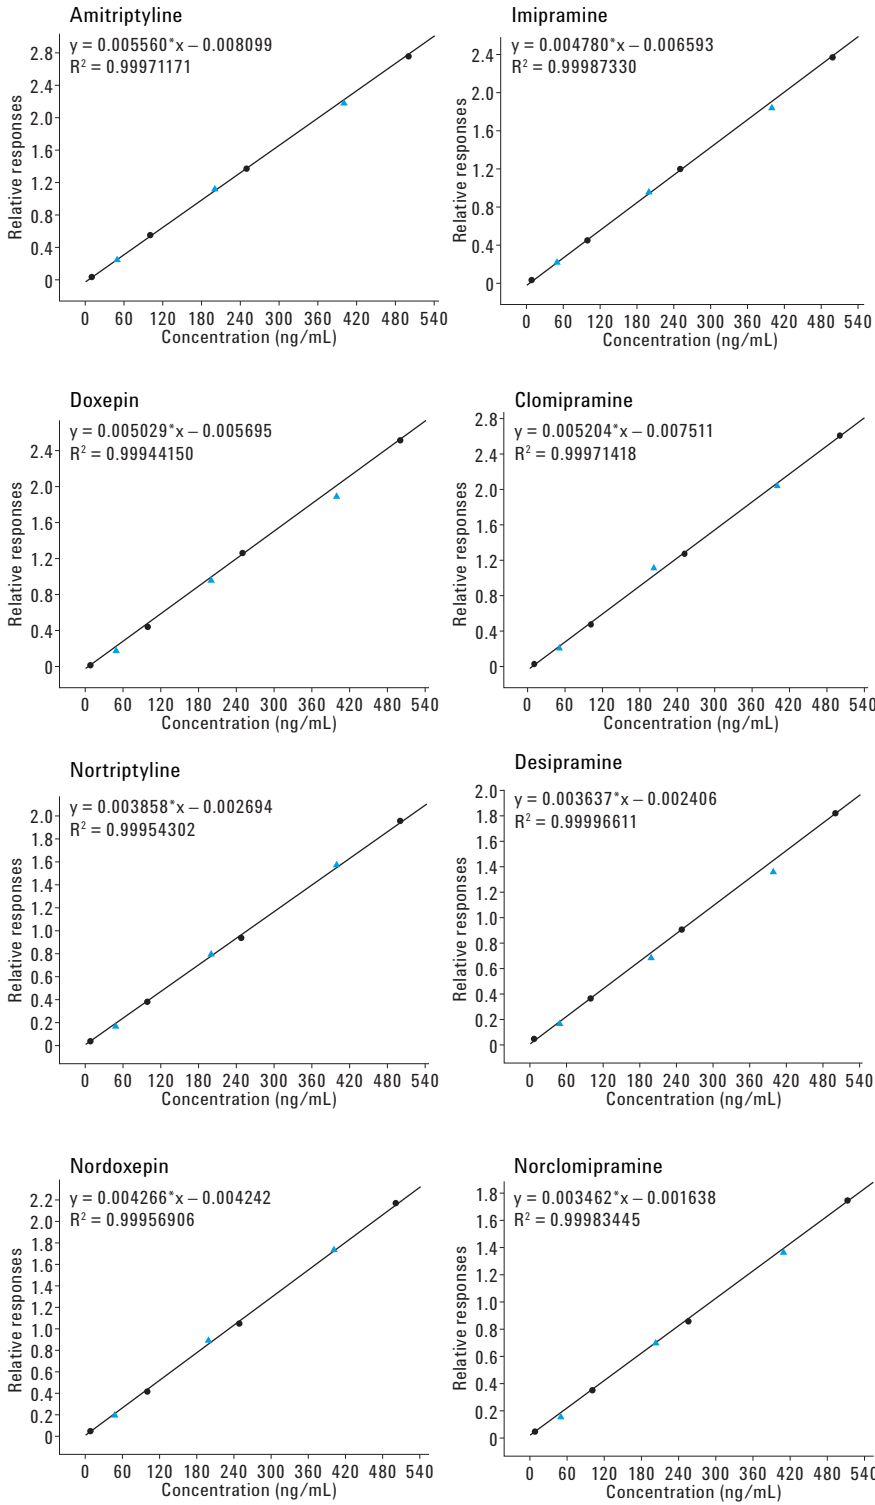 Amitriptyline
y = 0.005560*x – 0.008099
R² = 0.99971171
Relative responses
2.8
2.4
2.0
1.6
1.2
0.8
0.4
0
0 60 120 180 240 300 360 420 480 540
Concentration (ng/mL)
Imipramine
y = 0.004780*x – 0.006593
R² = 0.99987330
Relative responses
2.4
2.0
1.6
1.2
0.8
0.4
0
0 60 120 180 240 300 360 420 480 540
Concentration (ng/mL)
Doxepin
y = 0.005029*x – 0.005695
R² = 0.99944150
Relative responses
2.4
2.0
1.6
1.2
0.8
0.4
0
0 60 120 180 240 300 360 420 480 540
Concentration (ng/mL)
Clomipramine
y = 0.005204*x – 0.007511
R² = 0.99971418
Relative responses
2.8
2.4
2.0
1.6
1.2
0.8
0.4
0
0 60 120 180 240 300 360 420 480 540
Concentration (ng/mL)
Nortriptyline
y = 0.003858*x – 0.002694
R² = 0.99954302
Relative responses
2.0
1.8
1.6
1.4
1.2
1.0
0.8
0.6
0.4
0.2
0
0 60 120 180 240 300 360 420 480 540
Concentration (ng/mL)
Desipramine
y = 0.003637*x – 0.002406
R² = 0.99996611
Relative responses
2.0
1.8
1.6
1.4
1.2
1.0
0.8
0.6
0.4
0.2
0
0 60 120 180 240 300 360 420 480 540
Concentration (ng/mL)
Nordoxepin
y = 0.004266*x – 0.004242
R² = 0.99956906
Relative responses
2.2
2.0
1.8
1.6
1.4
1.2
1.0
0.8
0.6
0.4
0.2
0
0 60 120 180 240 300 360 420 480 540
Concentration (ng/mL)
Norclomipramine
y = 0.003462*x – 0.001638
R² = 0.99983445
Relative responses
1.8
1.6
1.4
1.2
1.0
0.8
0.6
0.4
0.2
0
0 60 120 180 240 300 360 420 480 540
Concentration (ng/mL)